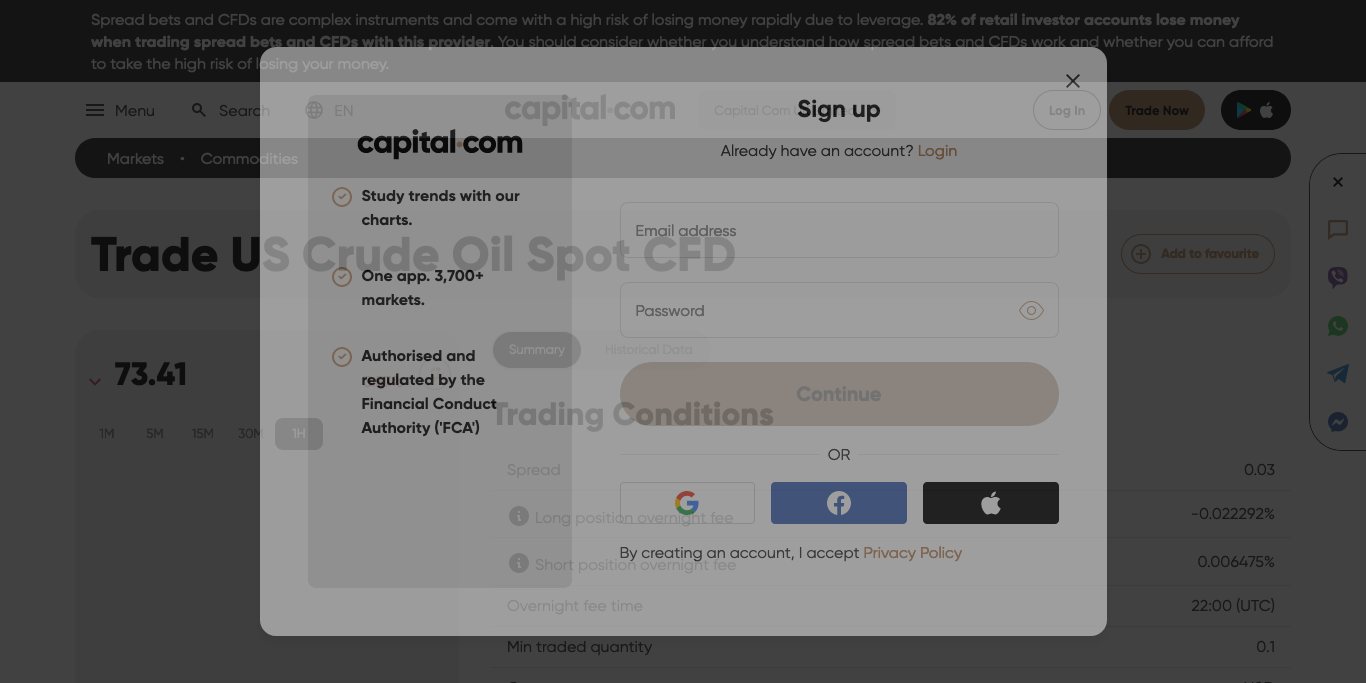 Spread bets and CFDs are complex instruments and come with a high risk of losing money rapidly due to leverage. 82% of retail investor accounts lose money
when trading spread bets and CFDs with this provider. You should consider whether you understand how spread bets and CFDs work and whether you can afford
to take the high risk of losing your money.
Menu
Search
EN
capital.com
Log In
Trade Now
Markets • Commodities
Trade US Crude Oil Spot CFD
Add to favourite
73.41
1M 5M 15M 30M 1H
Summary
Historical Data
Trading Conditions
Spread 0.03
Long position overnight fee -0.022292%
Short position overnight fee 0.006475%
Overnight fee time 22:00 (UTC)
Min traded quantity 0.1
capital.com
Study trends with our
charts.
One app. 3,700+
markets.
Authorised and
regulated by the
Financial Conduct
Authority ('FCA')
Sign up
Already have an account? Login
Email address
Password
Continue
OR
By creating an account, I accept Privacy Policy